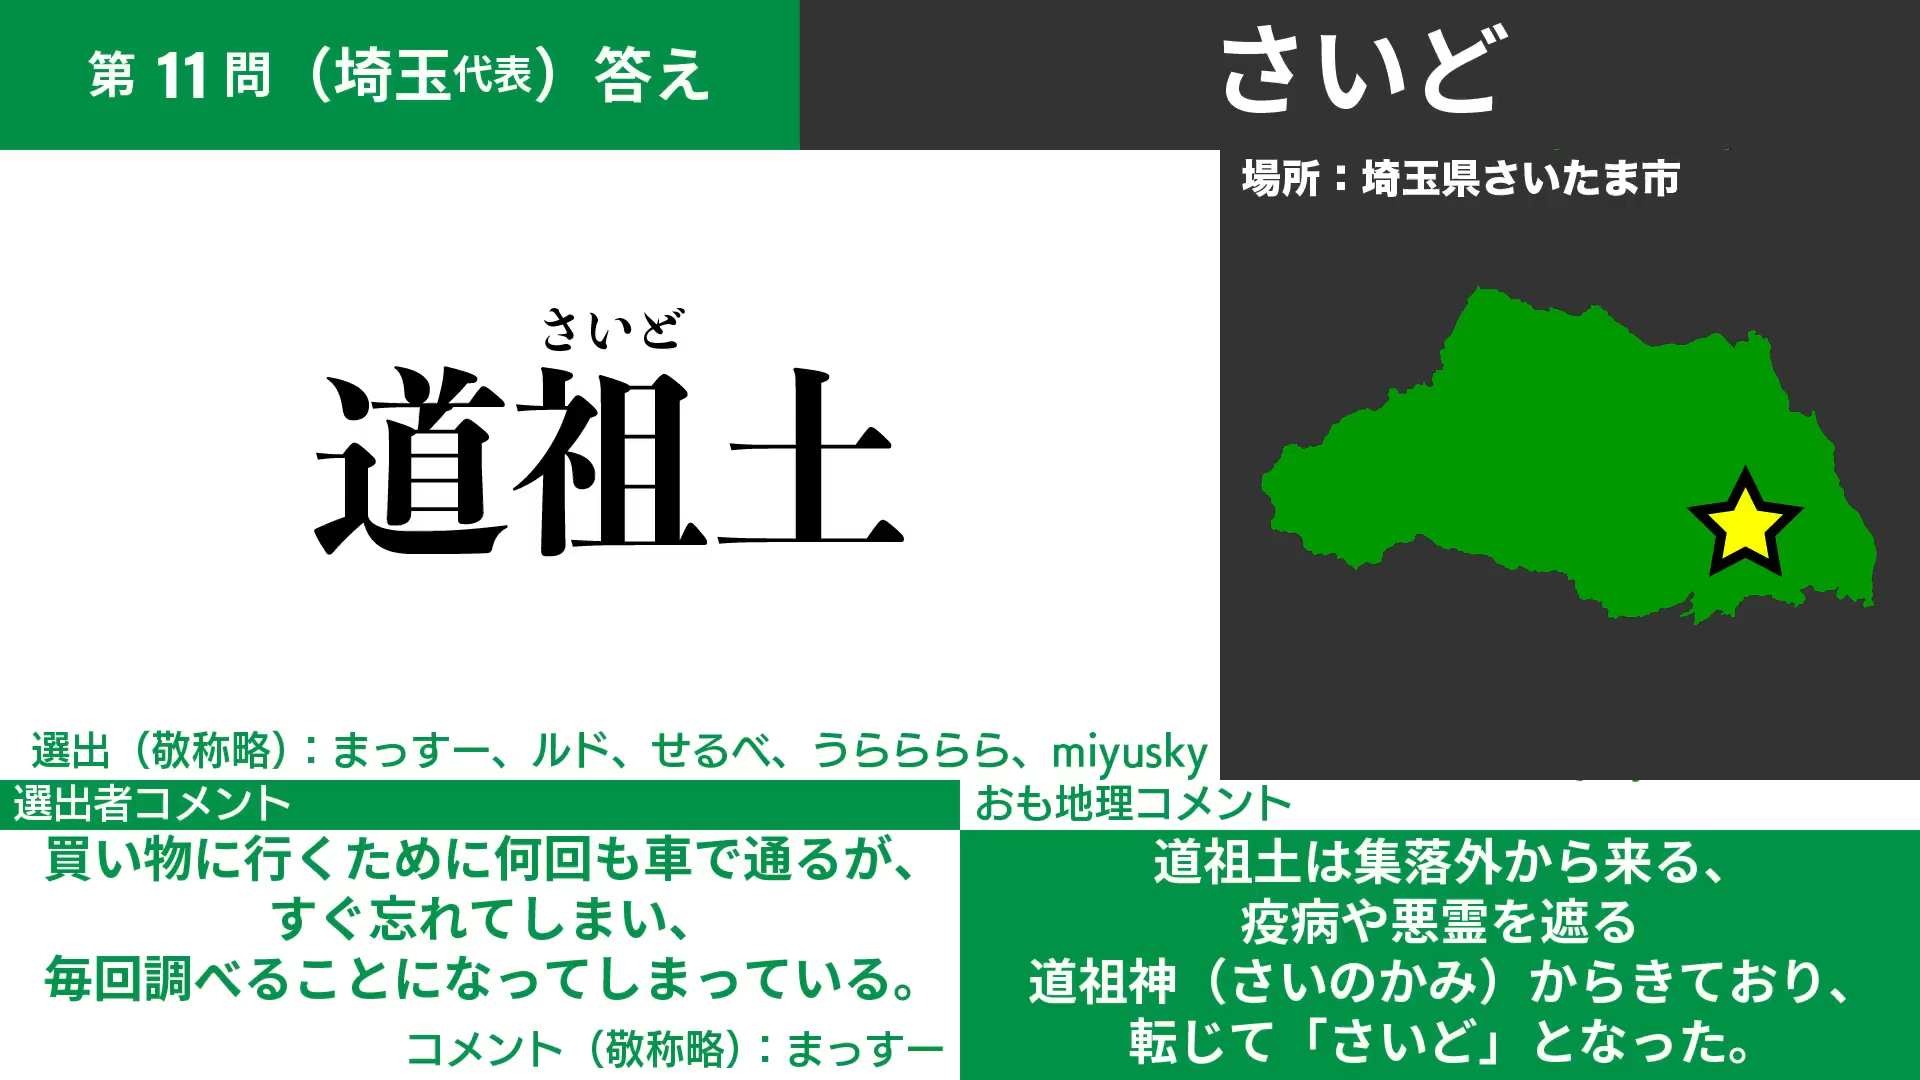 第 11 問（埼玉代表）答え
さいど
場所：埼玉県さいたま市
さいど
道祖土
選出（敬称略）：まっすー、ルド、せるべ、うららららら、miyusky
選出者コメント
買い物に行くために何回も車で通るが、
すぐ忘れてしまい、
毎回調べることになってしまっている。
コメント（敬称略）：まっすー
おも地理コメント
道祖土は集落外から来る、
疫病や悪霊を遮る
道祖神（さいのかみ）からきており、
転じて「さいど」となった。